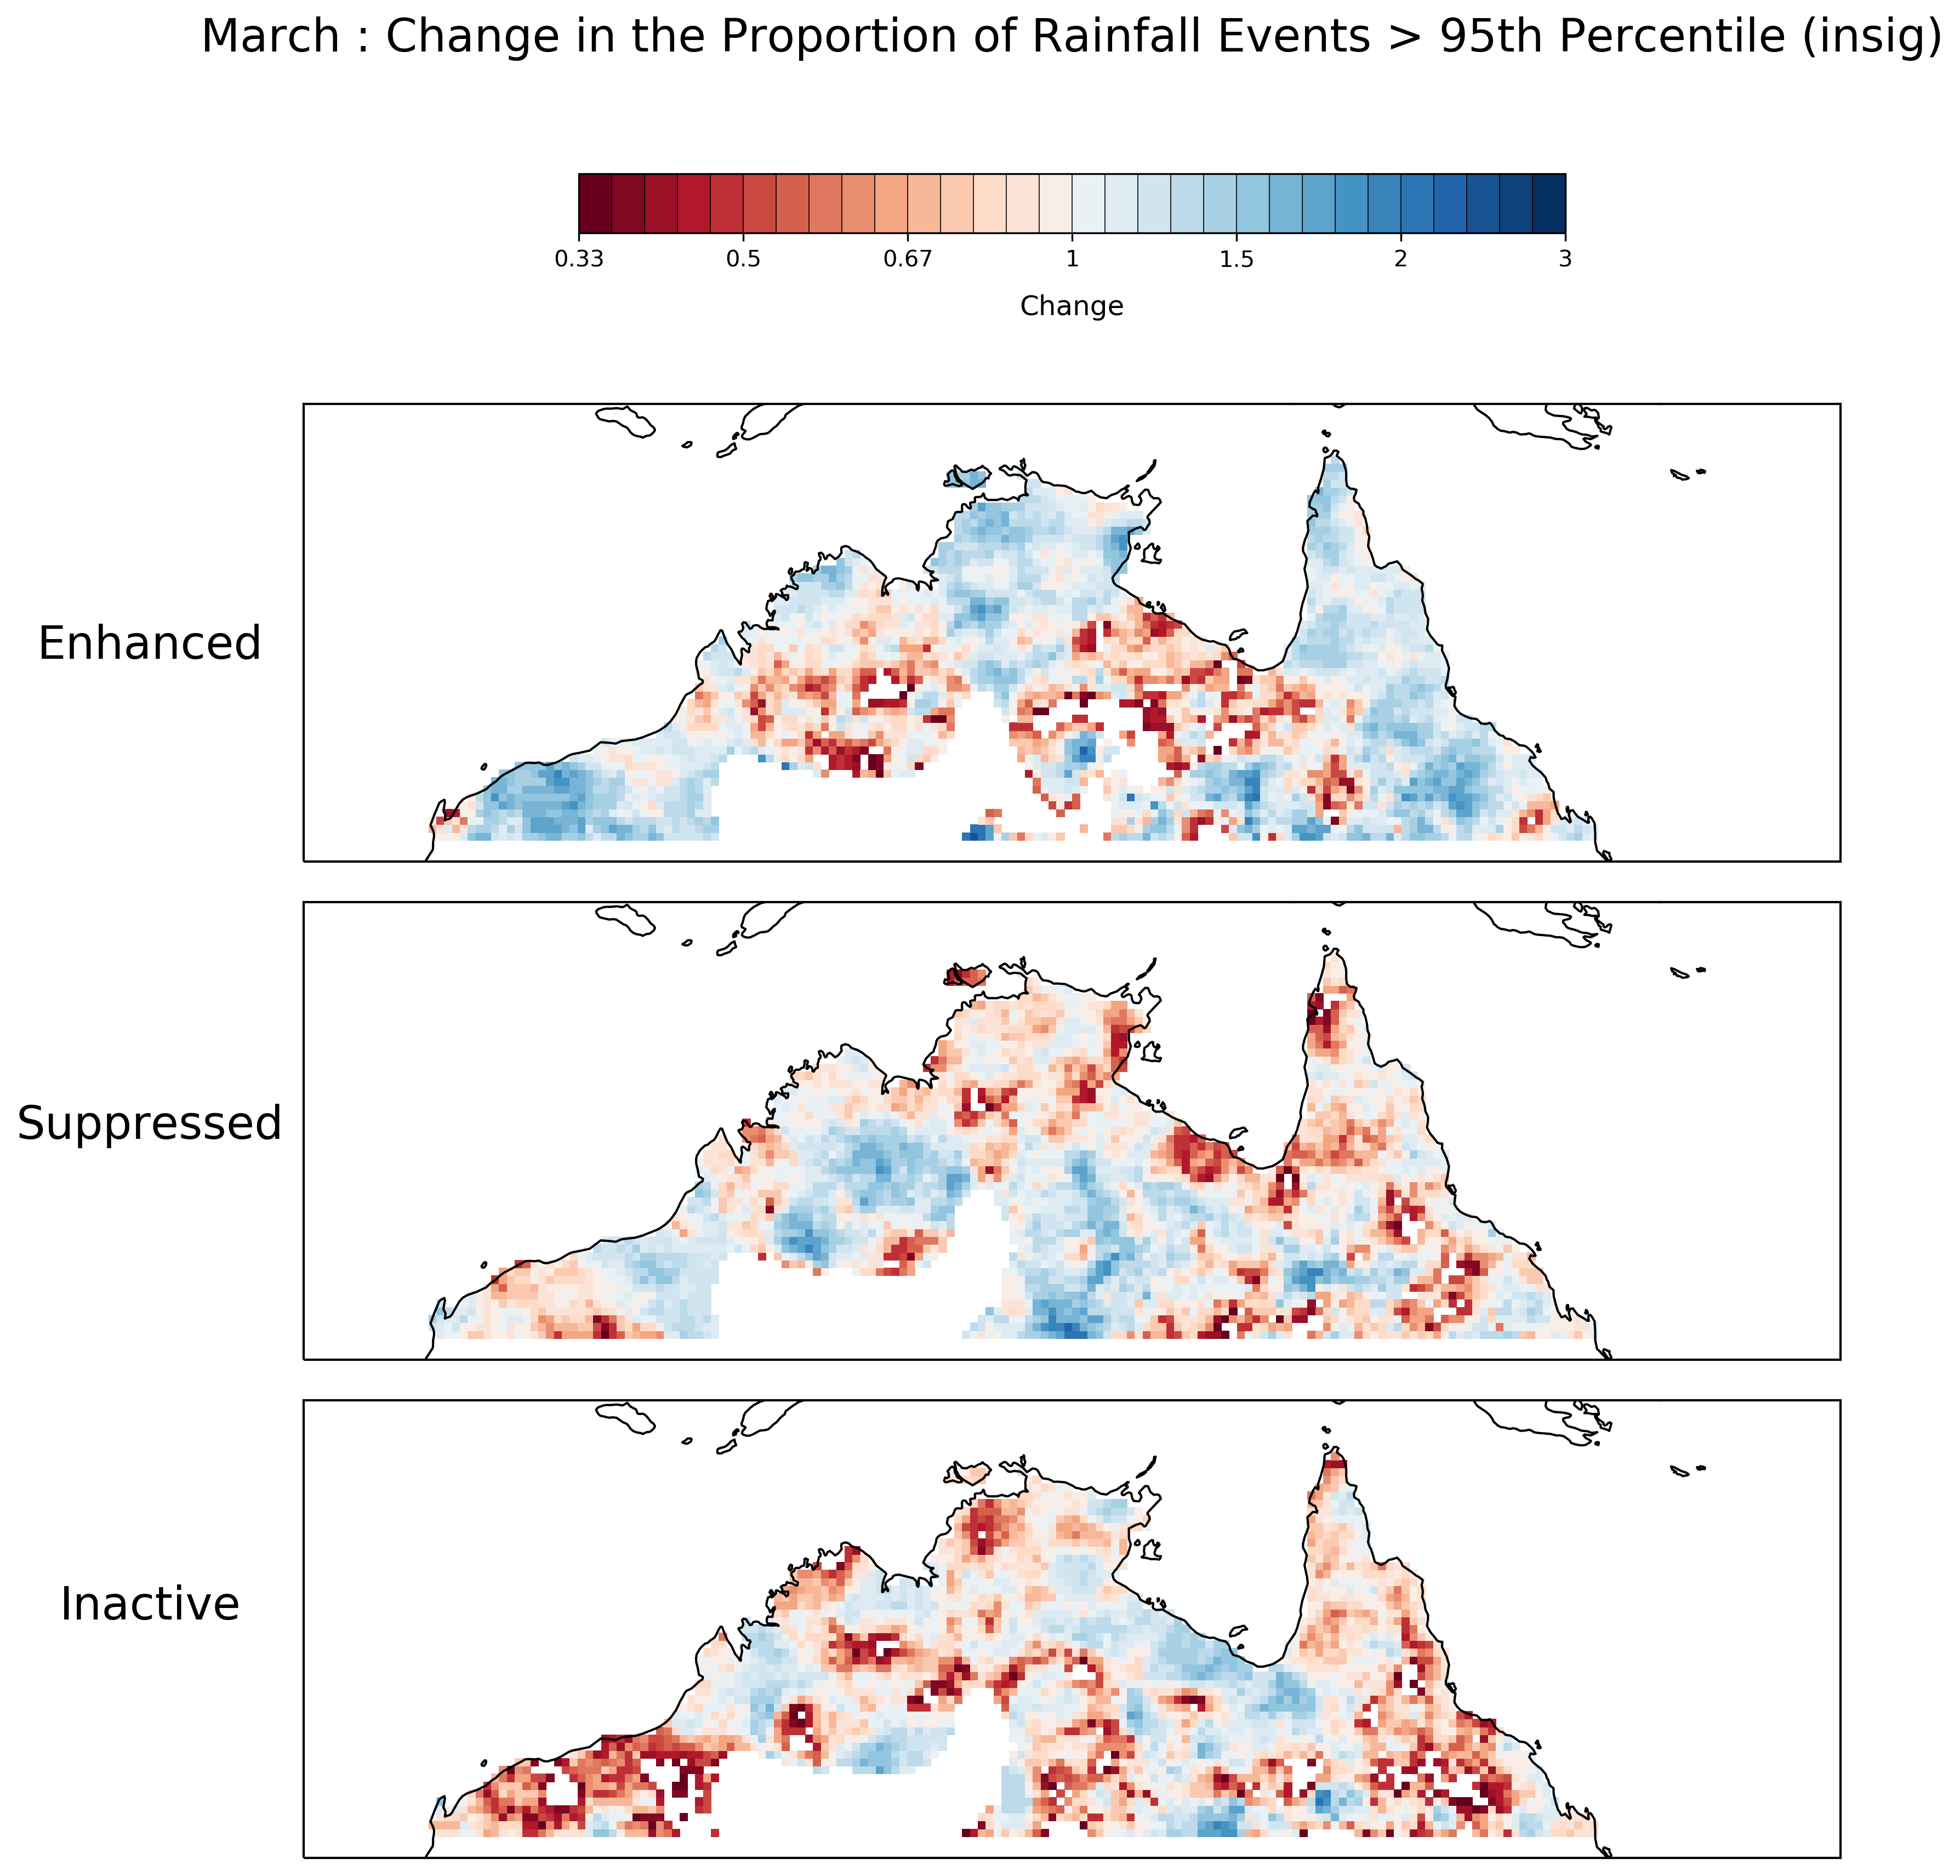 March : Change in the Proportion of Rainfall Events > 95th Percentile (insig)
0.33 0.5 0.67 1 1.5 2 3
Change
Enhanced
Suppressed
Inactive